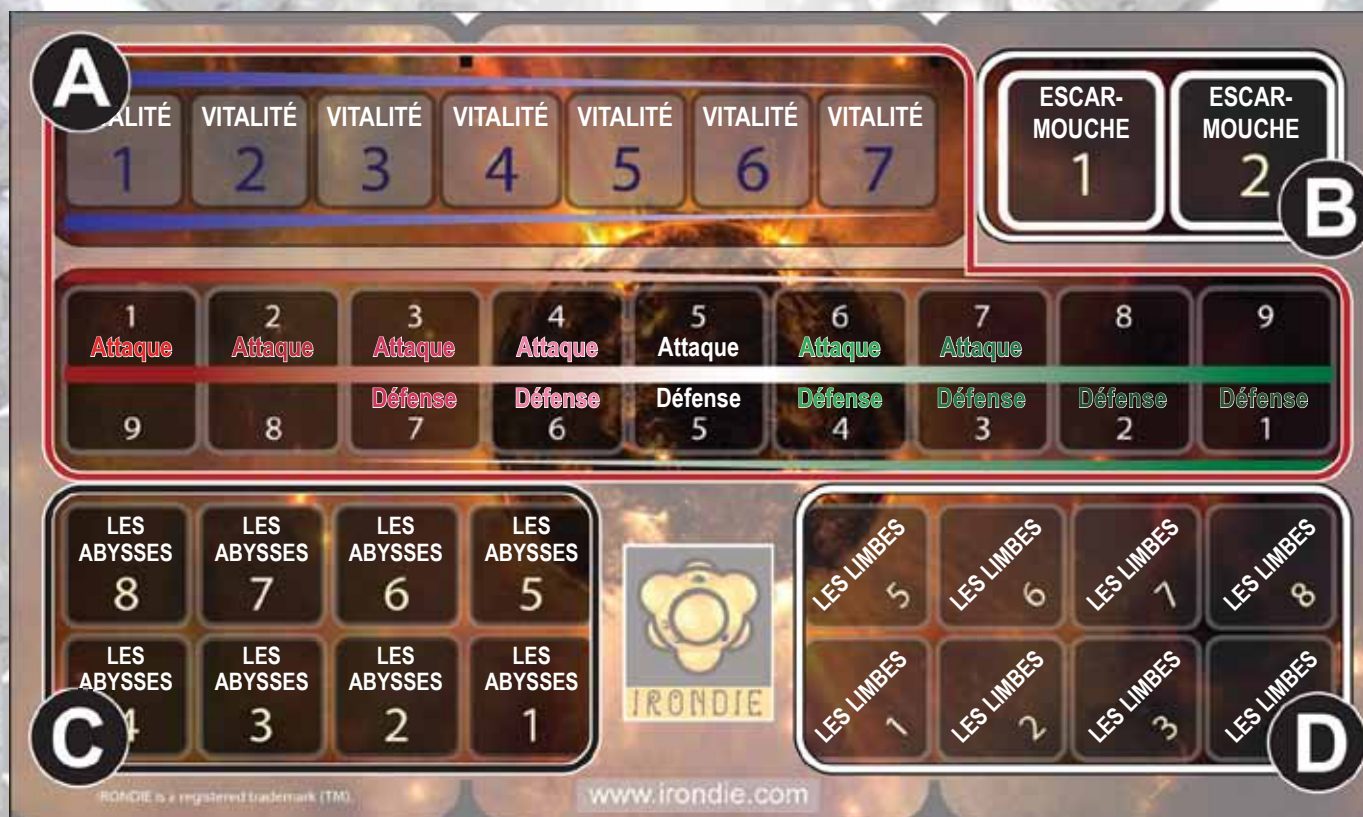 A
VITALITÉ VITALITÉ VITALITÉ VITALITÉ VITALITÉ VITALITÉ
1 2 3 4 5 6 7
ESCAR-
MOUCHE
1
ESCAR-
MOUCHE
2
B
1 2 3 4 5 6 7 8 9
Attaque Attaque Attaque Attaque Attaque Attaque Attaque
Défense Défense Défense Défense Défense Défense Défense
9 8 7 6 5 4 3 2 1
LES LES LES LES
ABYSSES ABYSSES ABYSSES ABYSSES
8 7 6 5
LES LES LES LES
ABYSSES ABYSSES ABYSSES ABYSSES
4 3 2 1
C
IRONDIE
LES LIMBES LES LIMBES LES LIMBES LES LIMBES
5 6 7 8
LES LIMBES LES LIMBES LES LIMBES LES LIMBES
1 2 3
D
IRONDIE is a registered trademark (TM).
www.irondie.com